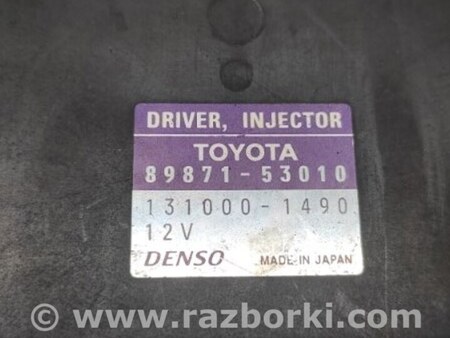 DRIVER, INJECTOR
TOYOTA
89871-53010
131000-1490
12V
DENSO MADE IN JAPAN
© www.razborki.com